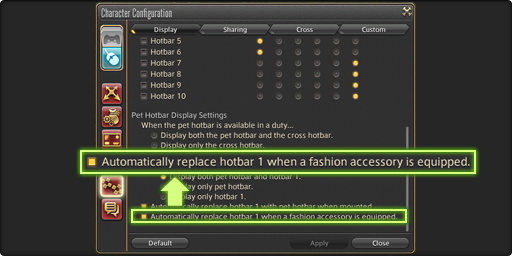 Character Configuration
Display Sharing Cross Custom
Hotbar 5
Hotbar 6
Hotbar 7
Hotbar 8
Hotbar 9
Hotbar 10
Pet Hotbar Display Settings
When the pet hotbar is available in a duty...
Display both the pet hotbar and the cross hotbar.
Display only the cross hotbar.
Automatically replace hotbar 1 when a fashion accessory is equipped.
Display both pet hotbar and hotbar 1.
Display only pet hotbar.
Display only hotbar 1.
Automatically replace hotbar 1 with pet hotbar when mounted.
Automatically replace hotbar 1 when a fashion accessory is equipped.
Default Apply Close